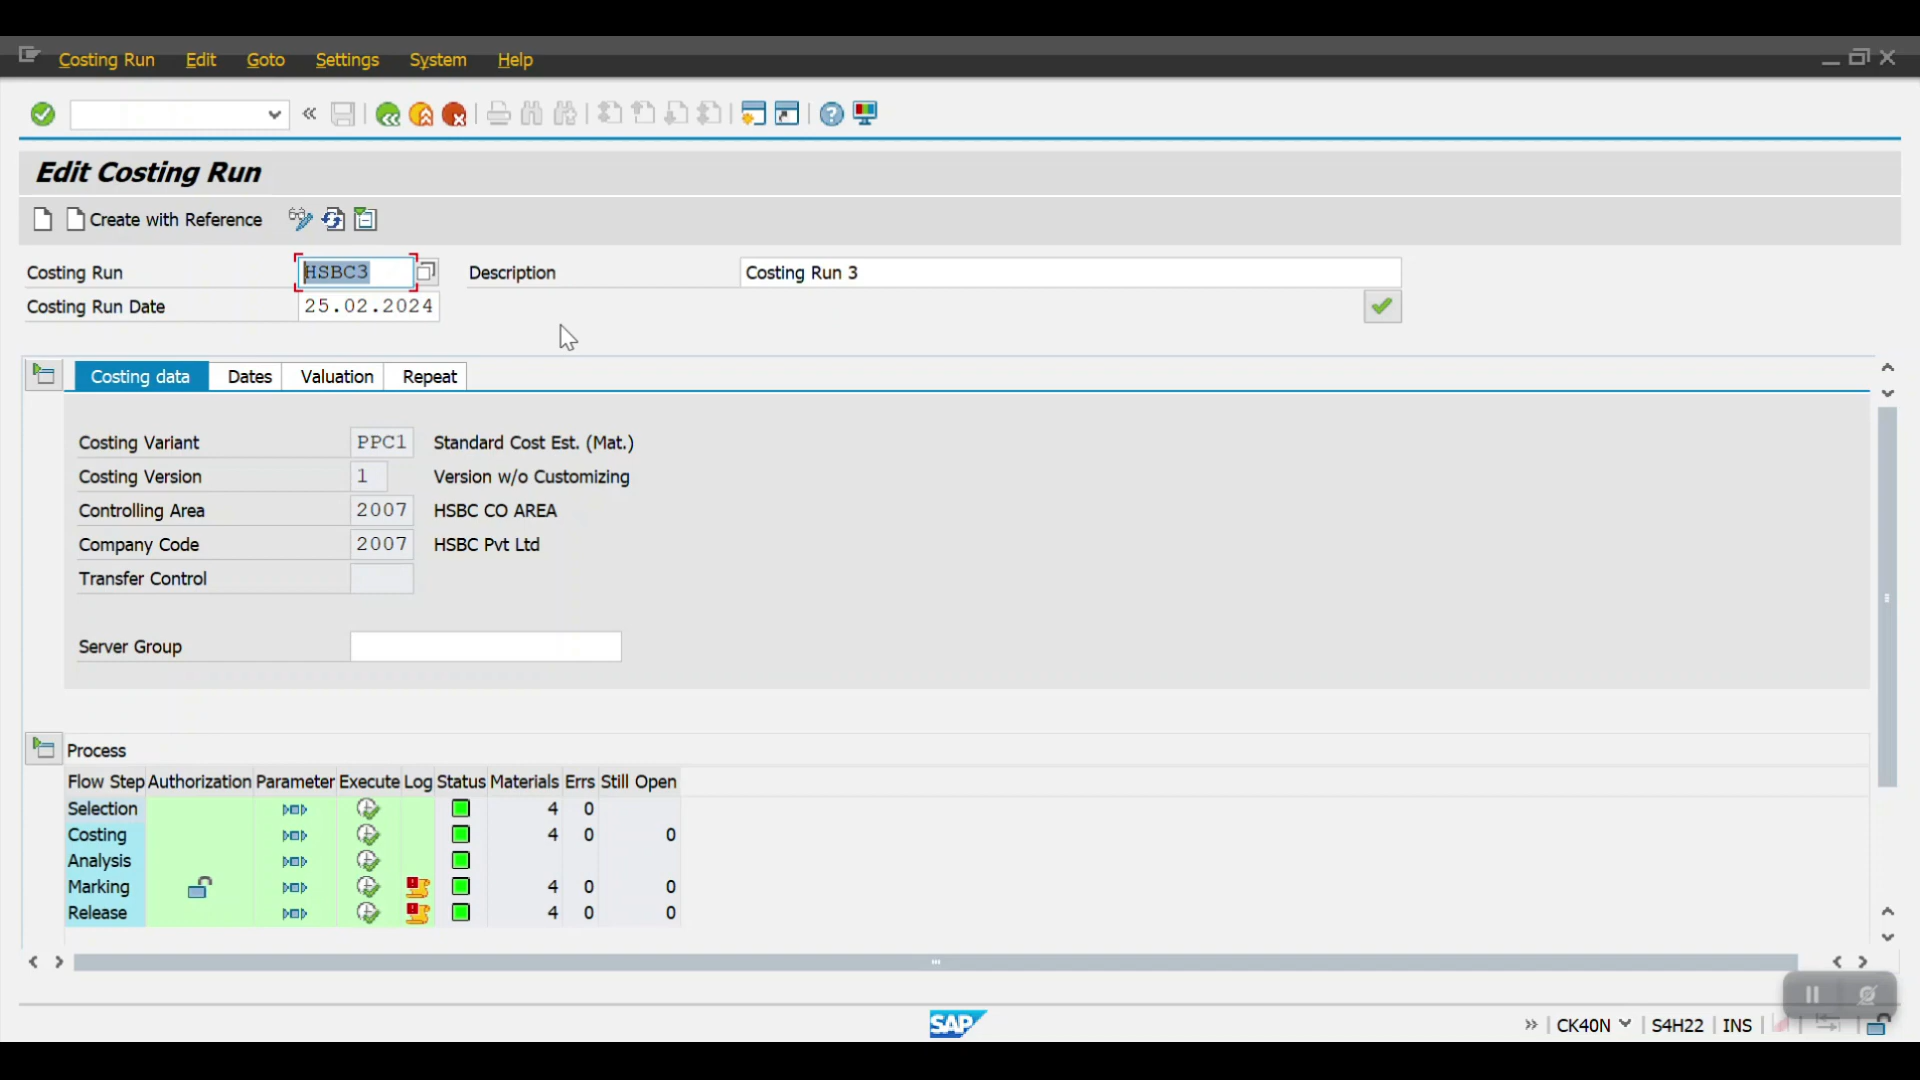 Costing Run Edit Goto Settings System Help
Edit Costing Run
Create with Reference
Costing Run HSBC3 Description Costing Run 3
Costing Run Date 25.02.2024
Costing data Dates Valuation Repeat
Costing Variant PPC1 Standard Cost Est. (Mat.)
Costing Version 1 Version w/o Customizing
Controlling Area 2007 HSBC CO AREA
Company Code 2007 HSBC Pvt Ltd
Transfer Control
Server Group
Process
Flow Step Authorization Parameter Execute Log Status Materials Errs Still Open
Selection 4 0
Costing 4 0 0
Analysis
Marking 4 0 0
Release 4 0 0
SAP CK40N S4H22 INS